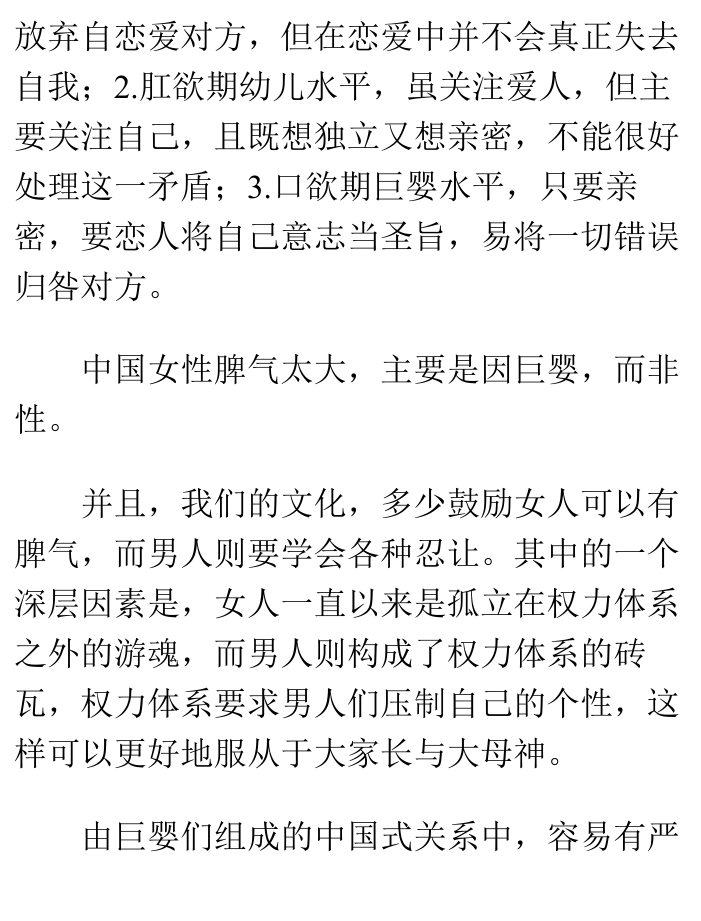 放弃自恋爱对方，但在恋爱中并不会真正失去
自我；2.肛欲期幼儿水平，虽关注爱人，但主
要关注自己，且既想独立又想亲密，不能很好
处理这一矛盾；3.口欲期巨婴水平，只要亲
密，要恋人将自己意志当圣旨，易将一切错误
归咎对方。
中国女性脾气太大，主要是因巨婴，而非
性。
并且，我们的文化，多少鼓励女人可以有
脾气，而男人则要学会各种忍让。其中的一个
深层因素是，女人一直以来是孤立在权力体系
之外的游魂，而男人则构成了权力体系的砖
瓦，权力体系要求男人们压制自己的个性，这
样可以更好地服从于大家长与大母神。
由巨婴们组成的中国式关系中，容易有严